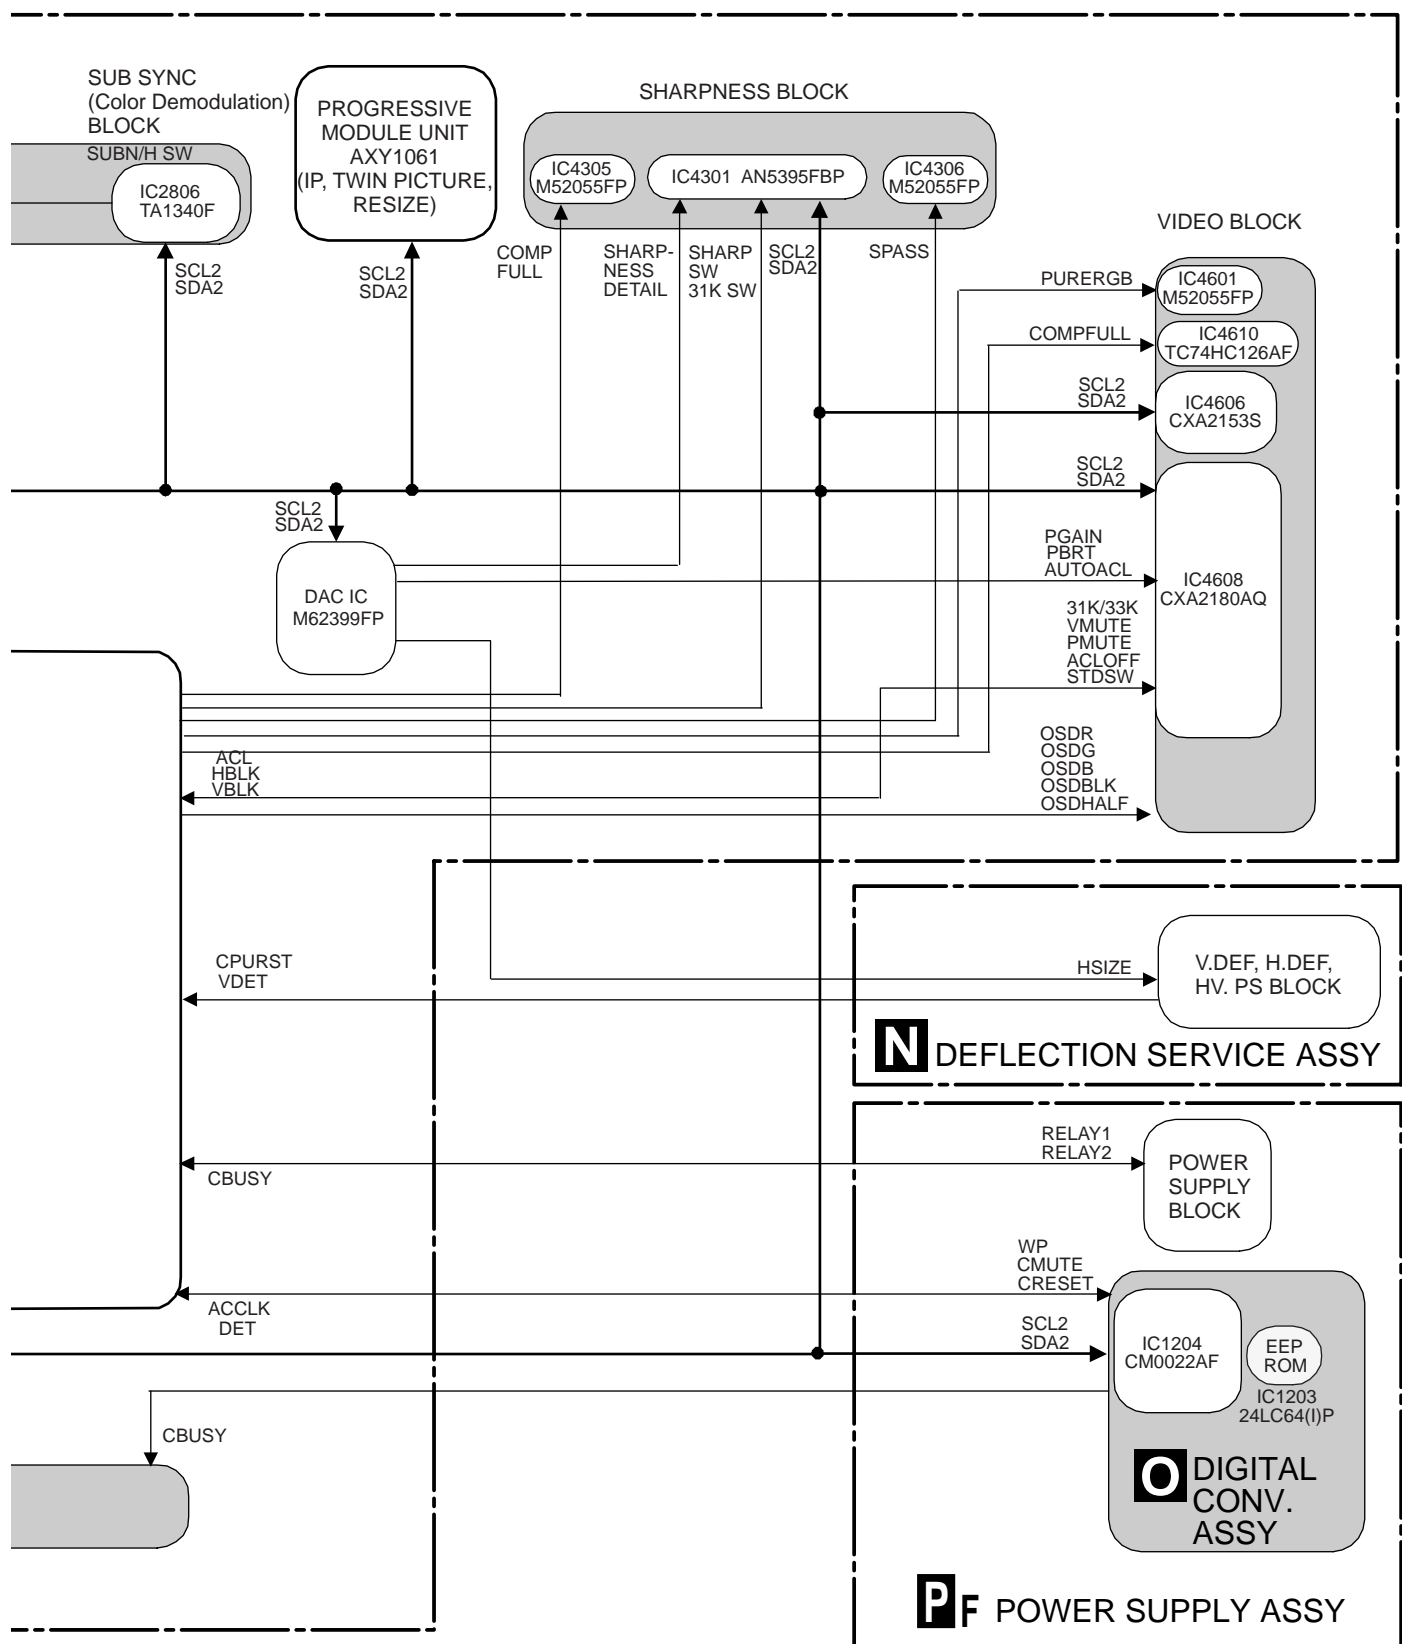 SUB SYNC
(Color Demodulation)
BLOCK
SUBN/H SW
IC2806
TA1340F
PROGRESSIVE
MODULE UNIT
AXY1061
(IP, TWIN PICTURE,
RESIZE)
SHARPNESS BLOCK
IC4305
M52055FP
IC4301 AN5395FBP
IC4306
M52055FP
SCL2
SDA2
SCL2
SDA2
COMP
FULL
SHARP-
NESS
DETAIL
SHARP
SW
31K SW
SCL2
SDA2
SPASS
VIDEO BLOCK
PURERGB
IC4601
M52055FP
COMPFULL
IC4610
TC74HC126AF
SCL2
SDA2
IC4606
CXA2153S
SCL2
SDA2
SCL2
SDA2
DAC IC
M62399FP
PGAIN
PBRT
AUTOACL
IC4608
CXA2180AQ
31K/33K
VMUTE
PMUTE
ACLOFF
STDSW
ACL
HBLK
VBLK
OSDR
OSDG
OSDB
OSDBLK
OSDHALF
CPURST
VDET
HSIZE
V.DEF, H.DEF,
HV. PS BLOCK
N DEFLECTION SERVICE ASSY
CBUSY
RELAY1
RELAY2
POWER
SUPPLY
BLOCK
ACCLK
DET
WP
CMUTE
CRESET
SCL2
SDA2
IC1204
CM0022AF
EEP
ROM
IC1203
24LC64(I)P
CBUSY
O DIGITAL
CONV.
ASSY
P F POWER SUPPLY ASSY